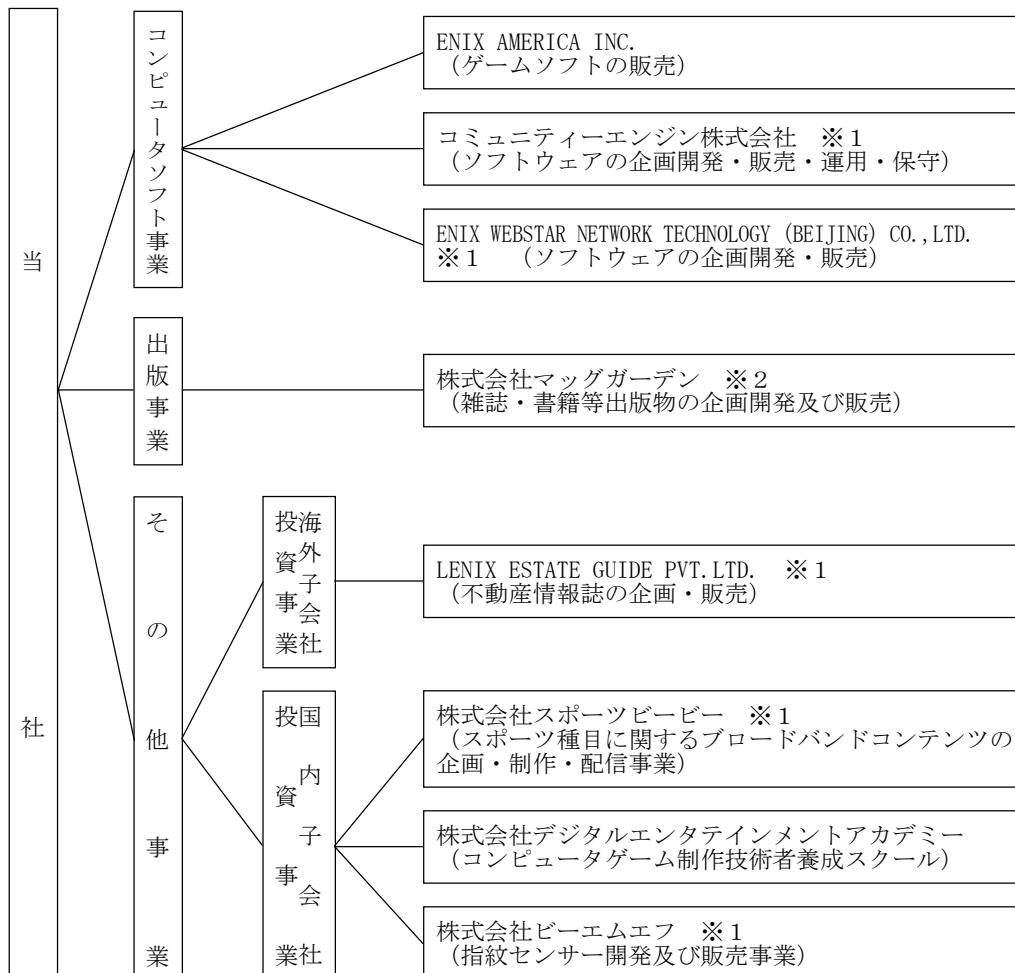 当社
コンピュータソフト事業
ENIX AMERICA INC.
（ゲームソフトの販売）
コミュニティーエンジン株式会社　※１
（ソフトウェアの企画開発・販売・運用・保守）
ENIX WEBSTAR NETWORK TECHNOLOGY (BEIJING) CO.,LTD.
※１　（ソフトウェアの企画開発・販売）
出版事業
株式会社マッグガーデン　※２
（雑誌・書籍等出版物の企画開発及び販売）
その他事業
海外子会社
投資事業
LENIX ESTATE GUIDE PVT.LTD.　※１
（不動産情報誌の企画・販売）
国内子会社
投資事業
株式会社スポーツビービー　※１
（スポーツ種目に関するブロードバンドコンテンツの
企画・制作・配信事業）
株式会社デジタルエンタテインメントアカデミー
（コンピュータゲーム制作技術者養成スクール）
株式会社ビーエムエフ　※１
（指紋センサー開発及び販売事業）